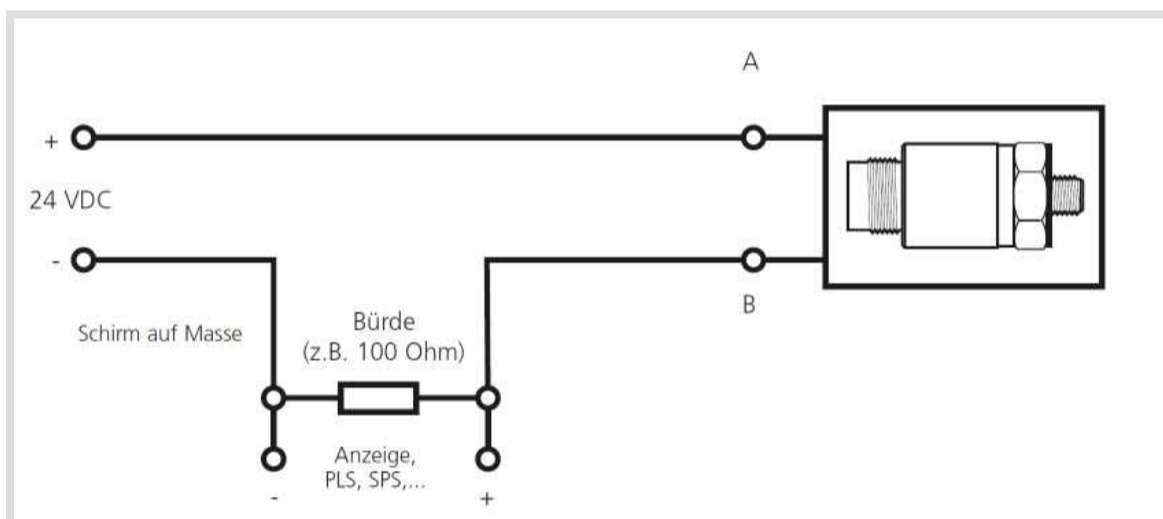 A
+
24 VDC
-
B
Schirm auf Masse
Bürde
(z.B. 100 Ohm)
Anzeige,
PLS, SPS,...
-
+